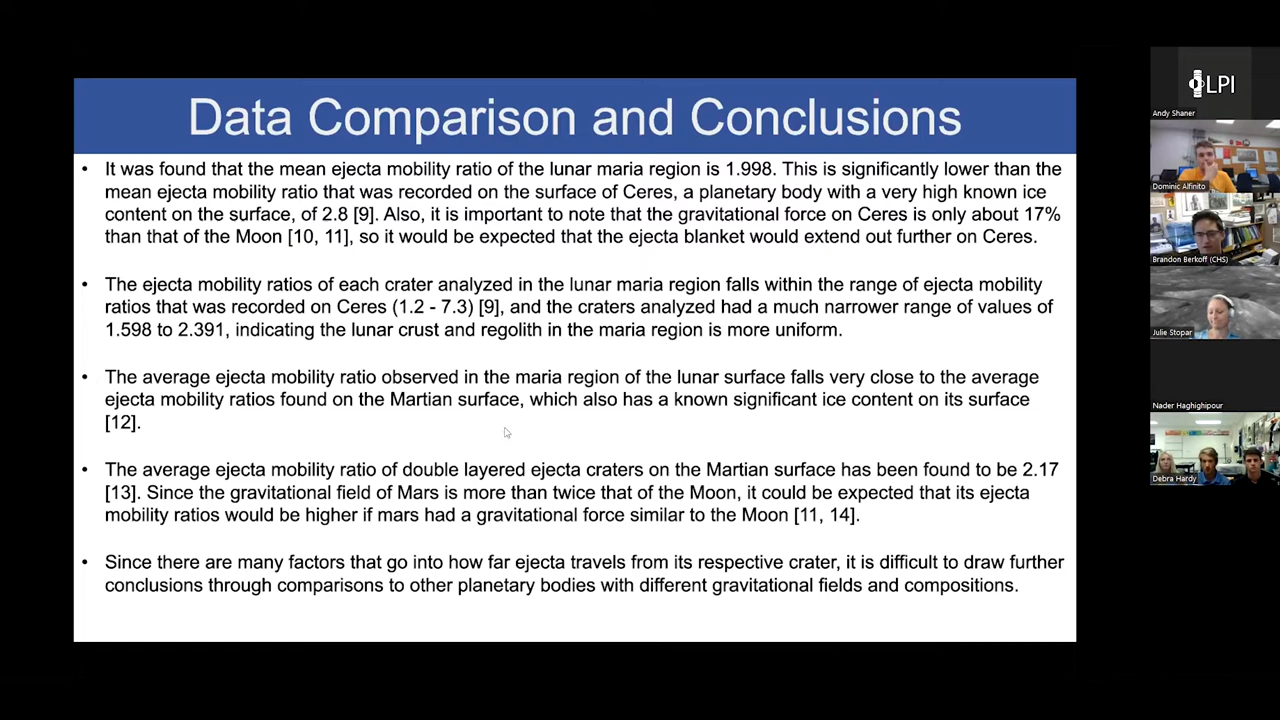 Data Comparison and Conclusions
• It was found that the mean ejecta mobility ratio of the lunar maria region is 1.998. This is significantly lower than the
mean ejecta mobility ratio that was recorded on the surface of Ceres, a planetary body with a very high known ice
content on the surface, of 2.8 [9]. Also, it is important to note that the gravitational force on Ceres is only about 17%
than that of the Moon [10, 11], so it would be expected that the ejecta blanket would extend out further on Ceres.
• The ejecta mobility ratios of each crater analyzed in the lunar maria region falls within the range of ejecta mobility
ratios that was recorded on Ceres (1.2 - 7.3) [9], and the craters analyzed had a much narrower range of values of
1.598 to 2.391, indicating the lunar crust and regolith in the maria region is more uniform.
• The average ejecta mobility ratio observed in the maria region of the lunar surface falls very close to the average
ejecta mobility ratios found on the Martian surface, which also has a known significant ice content on its surface
[12].
• The average ejecta mobility ratio of double layered ejecta craters on the Martian surface has been found to be 2.17
[13]. Since the gravitational field of Mars is more than twice that of the Moon, it could be expected that its ejecta
mobility ratios would be higher if mars had a gravitational force similar to the Moon [11, 14].
• Since there are many factors that go into how far ejecta travels from its respective crater, it is difficult to draw further
conclusions through comparisons to other planetary bodies with different gravitational fields and compositions.
LPI
Andy Shaner
Dominic Alfinito
Brandon Berkoff (CHS)
Julie Stopar
Nader Haghighipour
Debra Hardy